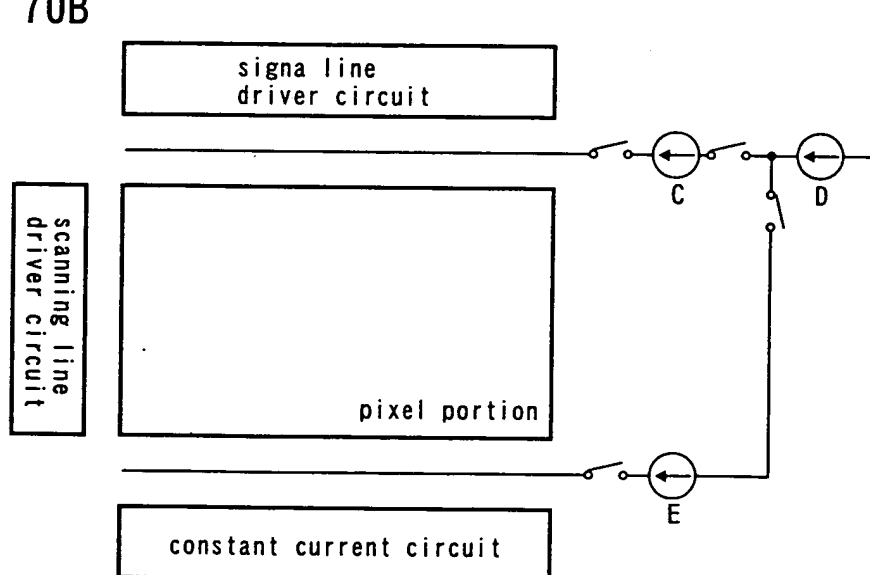 70B
signa line
driver circuit
C
D
scanning line
driver circuit
pixel portion
E
constant current circuit